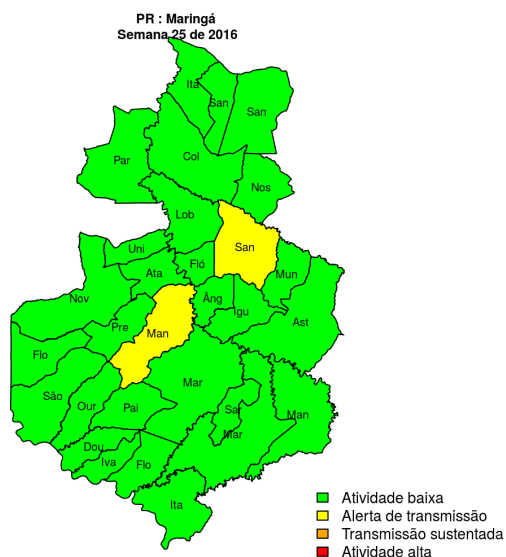 PR : Maringá
Semana 25 de 2016
Ita
San
San
Par
Col
Nos
Lob
San
Uni
Fló
Ata
Mun
Nov
Âng
Igu
Pre
Man
Ast
Flo
Mar
São
Our
Pai
Sar
Man
Mar
Dou
Iva
Flo
Ita
Atividade baixa
Alerta de transmissão
Transmissão sustentada
Atividade alta